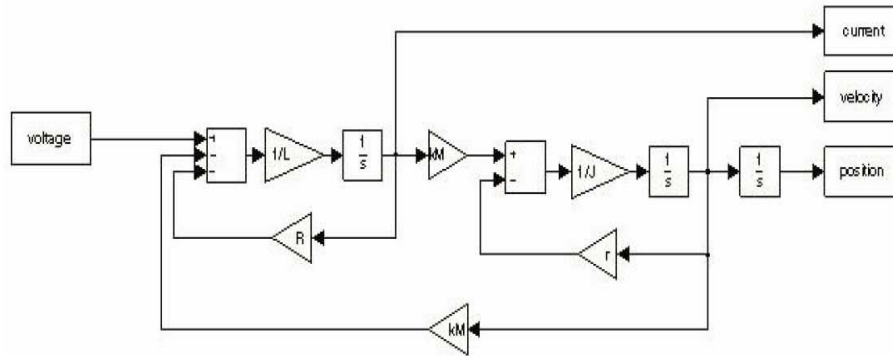 current
velocity
voltage
+
−
−
1/L
1
s
kM
+
−
1/J
1
s
1
s
position
R
r
kM